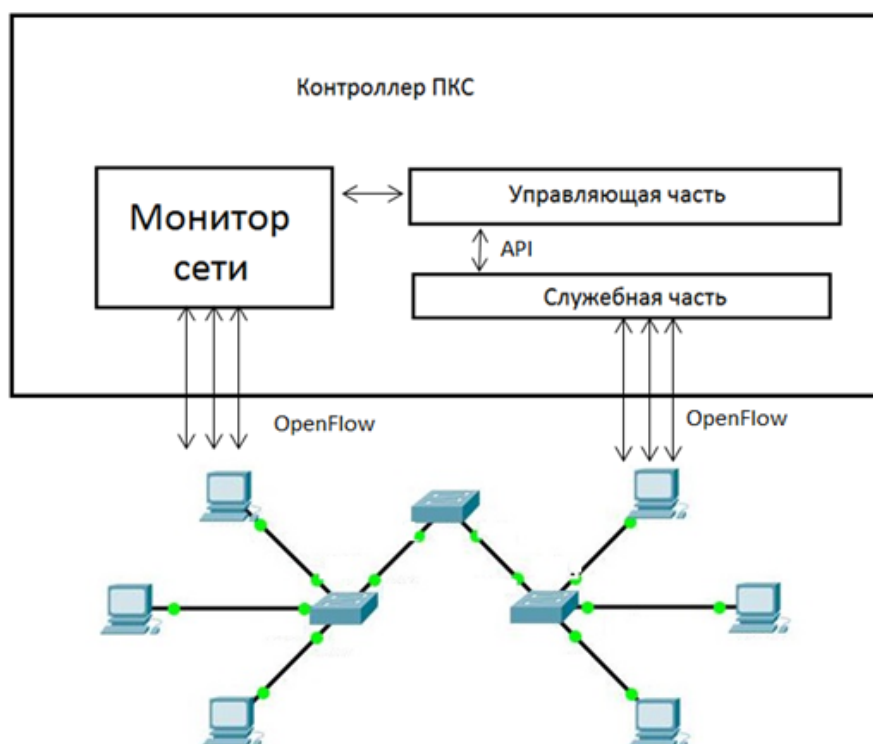 Контроллер ПКС
Монитор
сети
Управляющая часть
API
Служебная часть
OpenFlow
OpenFlow